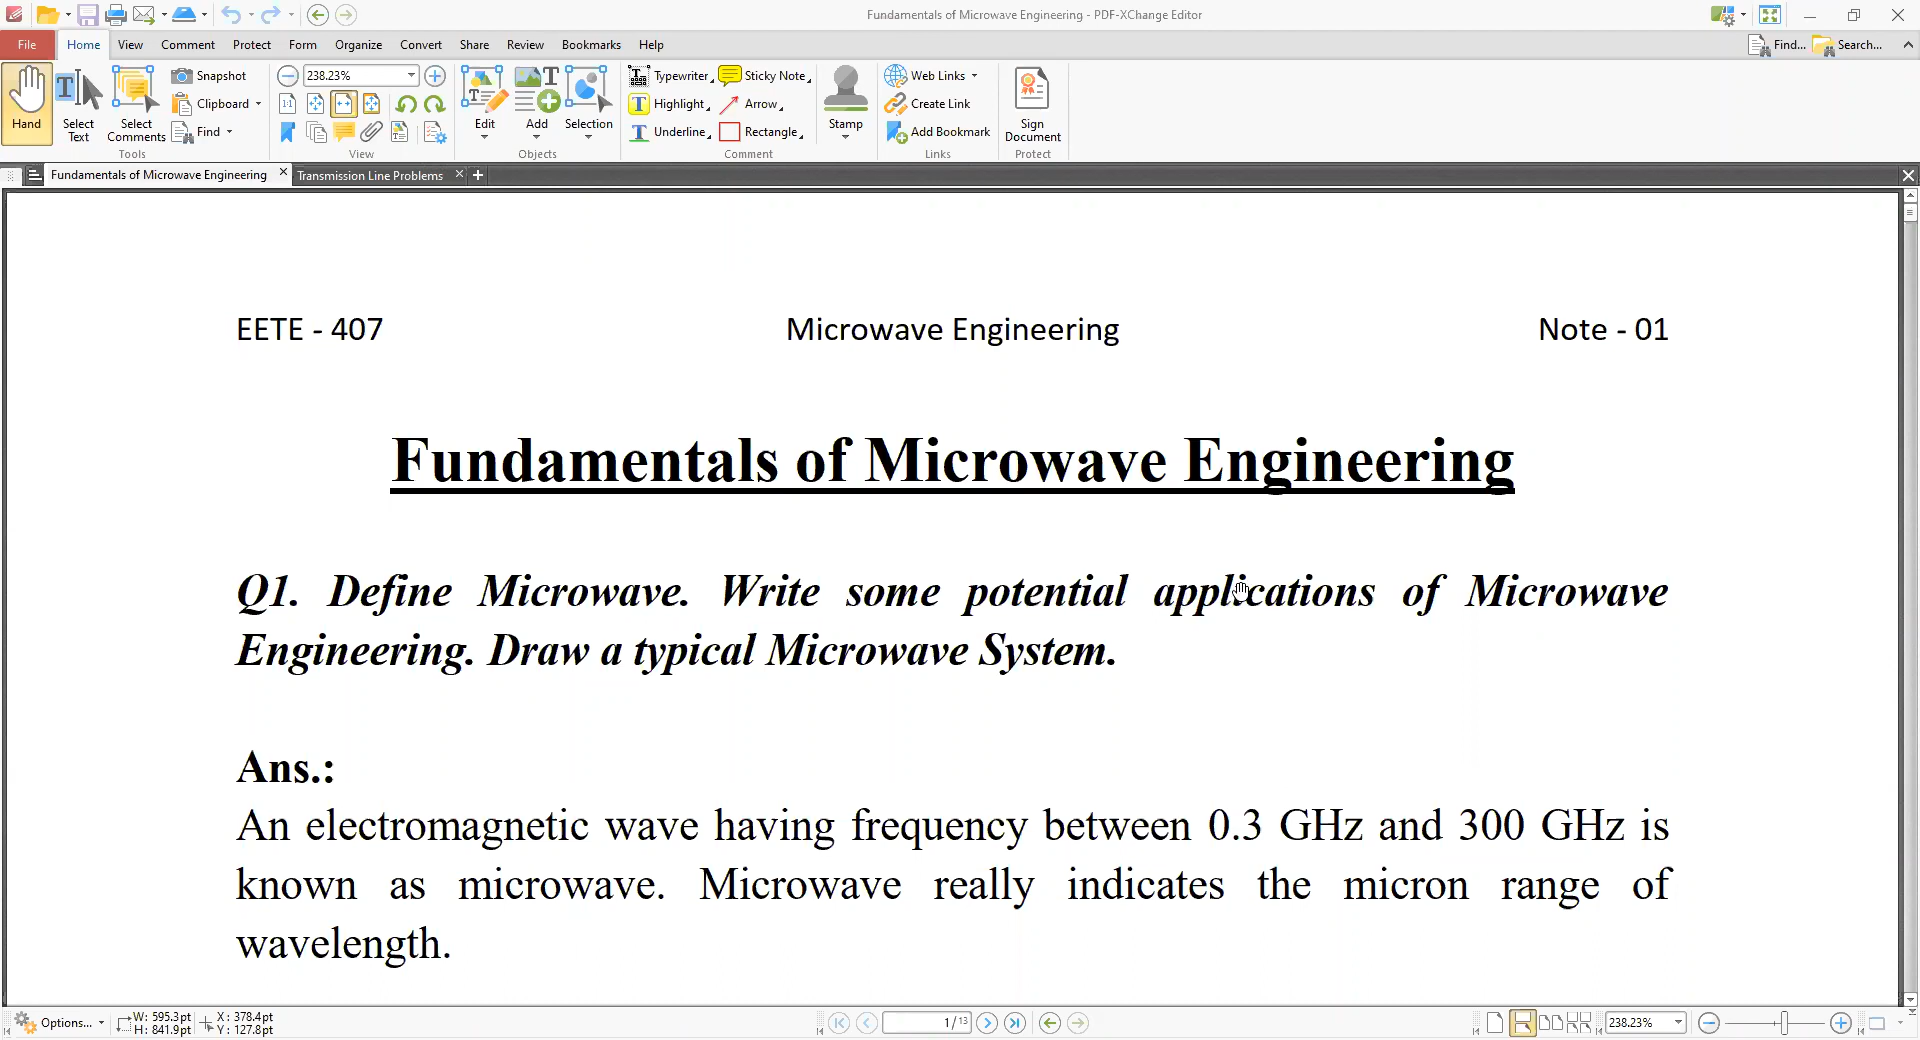 Fundamentals of Microwave Engineering - PDF-XChange Editor
File Home View Comment Protect Form Organize Convert Share Review Bookmarks Help Find... Search...
Hand
Select Text
Select Comments
Snapshot
Clipboard
Find
Tools
238.23%
1:1
View
Edit
Add
Selection
Objects
Typewriter Sticky Note
Highlight Arrow
Underline Rectangle
Stamp
Comment
Web Links
Create Link
Add Bookmark
Links
Sign Document
Protect
Fundamentals of Microwave Engineering Transmission Line Problems
EETE - 407 Microwave Engineering Note - 01
Fundamentals of Microwave Engineering
Q1. Define Microwave. Write some potential applications of Microwave
Engineering. Draw a typical Microwave System.
Ans.:
An electromagnetic wave having frequency between 0.3 GHz and 300 GHz is
known as microwave. Microwave really indicates the micron range of
wavelength.
Options... W: 595.3pt X: 378.4pt
H: 841.9pt Y: 127.8pt
1/13
238.23%